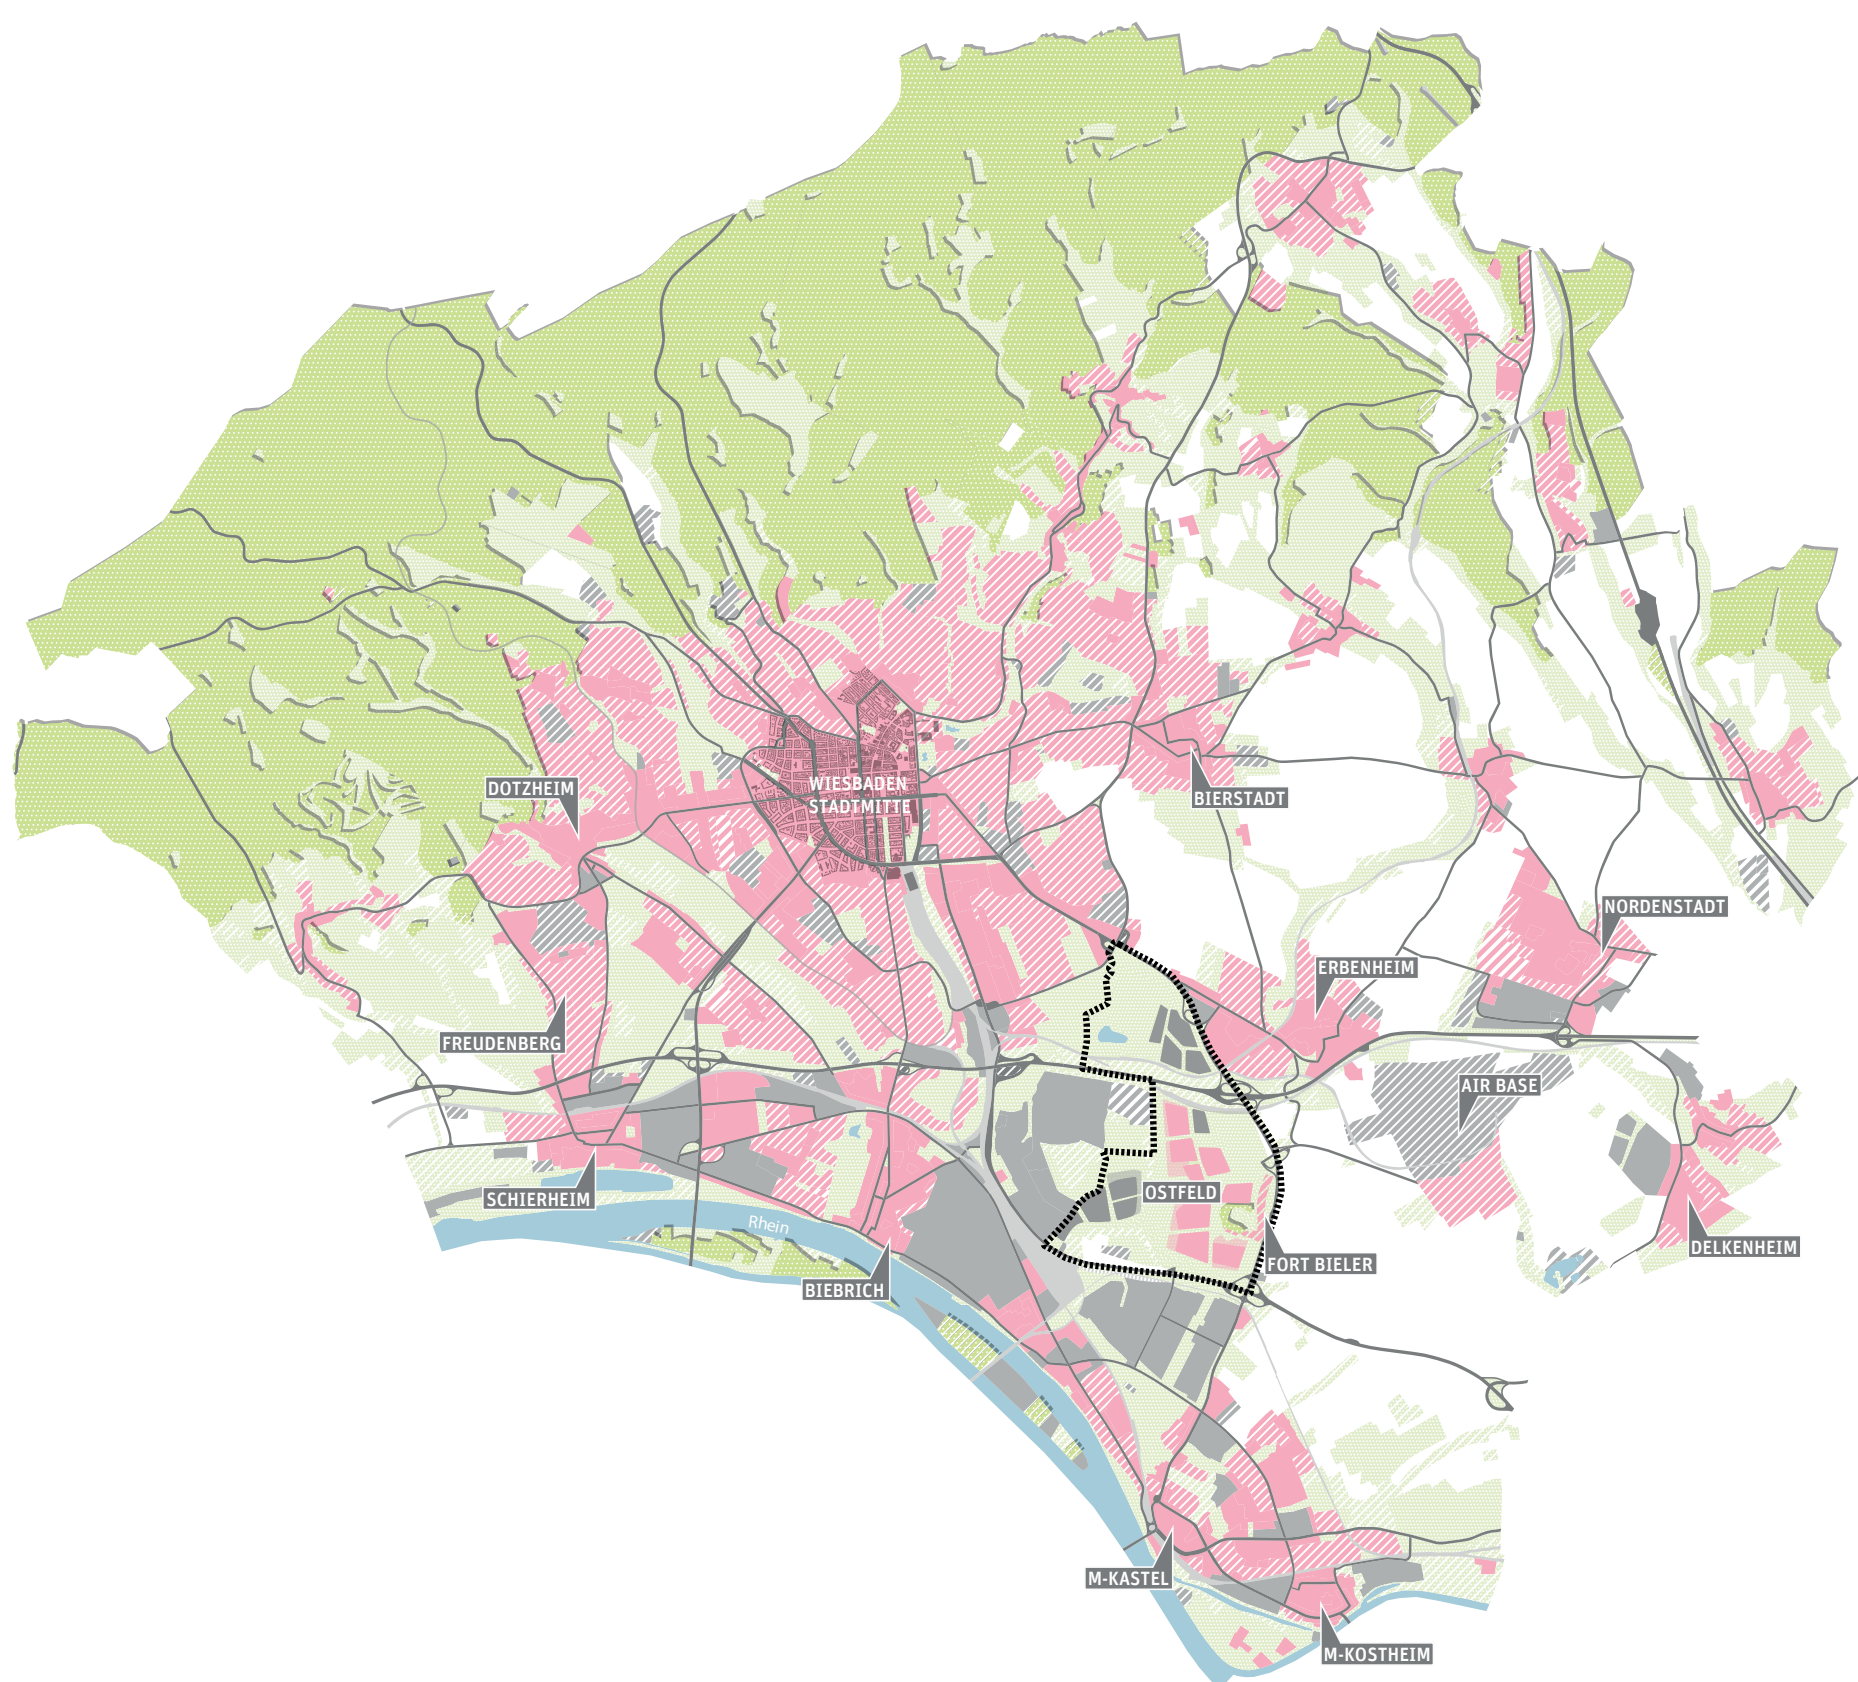 DOTZHEIM
WIESBADEN
STADTMITTE
BIERSTADT
NORDENSTADT
ERBENHEIM
FREUDENBERG
AIR BASE
SCHIERHEIM
OSTFELD
Rhein
DELKENHEIM
FORT BIELER
BIEBRICH
M-KASTEL
M-KOSTHEIM